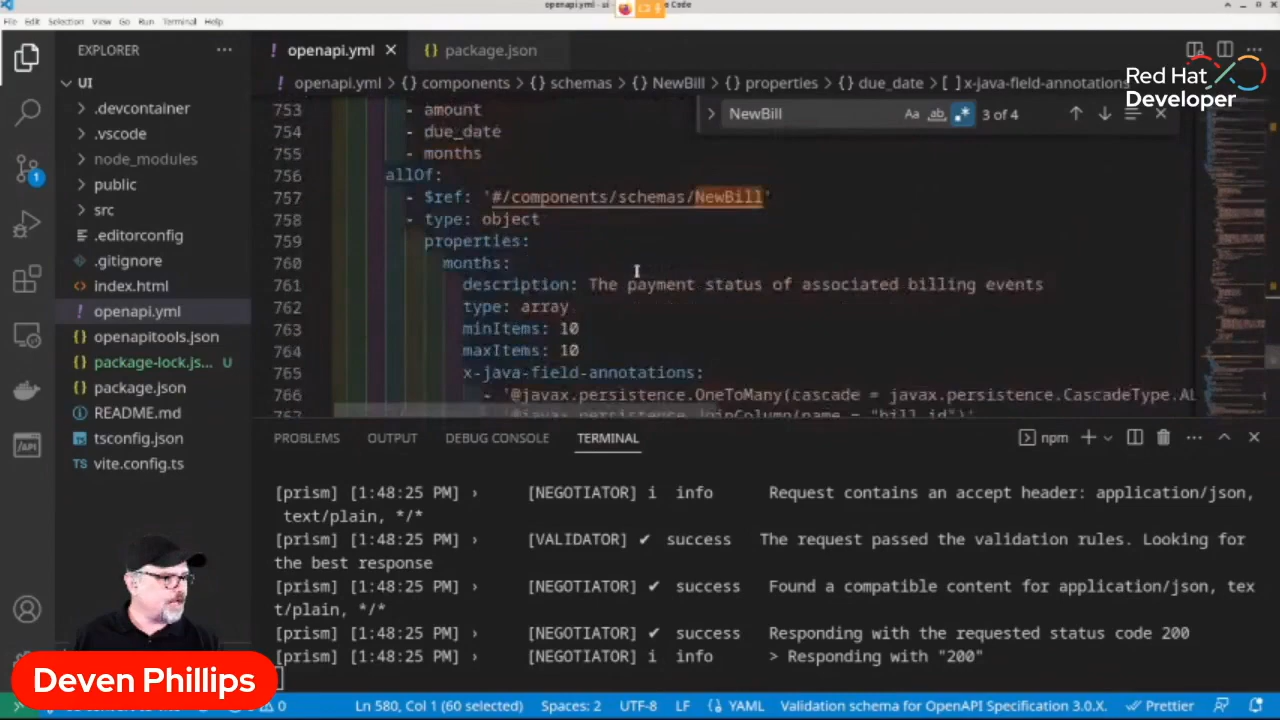 openapi.yml - ui
Code
File Edit Selection View Go Run Terminal Help
EXPLORER
UI
.devcontainer
.vscode
node_modules
public
src
.editorconfig
.gitignore
index.html
openapi.yml
openapitools.json
package-lock.js... U
package.json
README.md
tsconfig.json
TS vite.config.ts
1
API
openapi.yml
{} package.json
openapi.yml > {} components > {} schemas > {} NewBill > {} properties > {} due_date > [ ] x-java-field-annotations
Red Hat
Developer
NewBill Aa ab .* 3 of 4
753 - amount
754 - due_date
755 - months
756 allOf:
757 - $ref: '#/components/schemas/NewBill'
758 - type: object
759 properties:
760 months:
761 description: The payment status of associated billing events
762 type: array
763 minItems: 10
764 maxItems: 10
765 x-java-field-annotations:
766 - '@javax.persistence.OneToMany(cascade = javax.persistence.CascadeType.AL
PROBLEMS OUTPUT DEBUG CONSOLE TERMINAL npm
[prism] [1:48:25 PM] › [NEGOTIATOR] i info Request contains an accept header: application/json,
text/plain, */*
[prism] [1:48:25 PM] › [VALIDATOR] ✔ success The request passed the validation rules. Looking for
the best response
[prism] [1:48:25 PM] › [NEGOTIATOR] ✔ success Found a compatible content for application/json, tex
t/plain, */*
[prism] [1:48:25 PM] › [NEGOTIATOR] ✔ success Responding with the requested status code 200
[prism] [1:48:25 PM] › [NEGOTIATOR] i info > Responding with "200"
Deven Phillips
Ln 580, Col 1 (60 selected) Spaces: 2 UTF-8 LF {} YAML Validation schema for OpenAPI Specification 3.0.X. Prettier